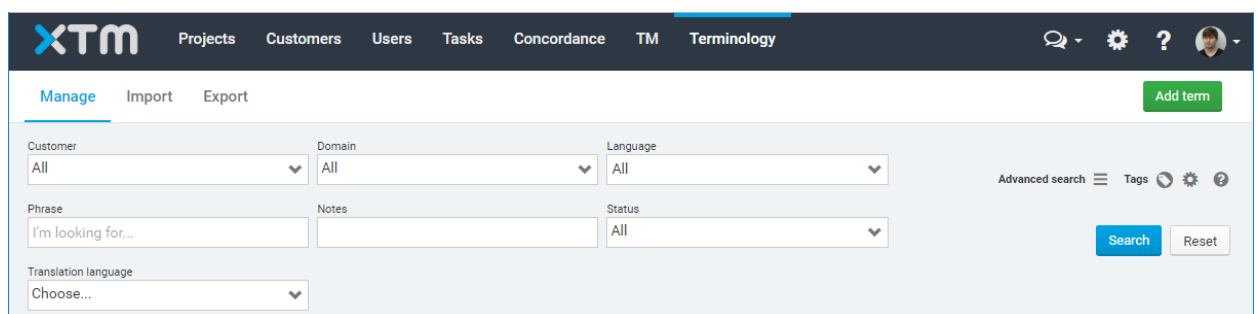 XTM Projects Customers Users Tasks Concordance TM Terminology ?
Manage Import Export Add term
Customer Domain Language
All All All
Advanced search Tags ?
Phrase Notes Status
I'm looking for... All
Search Reset
Translation language
Choose...